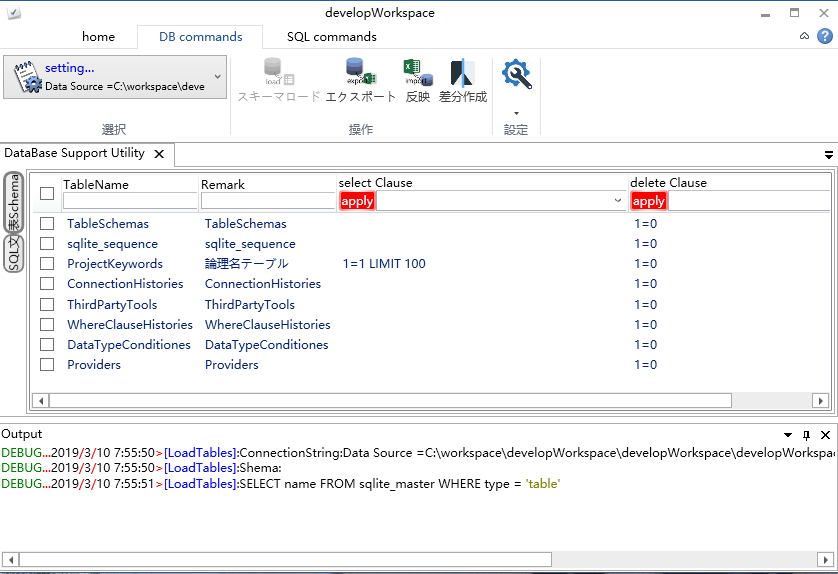 developWorkspace
home DB commands SQL commands
setting...
Data Source =C:\workspace\deve
load export import
スキーマロード エクスポート 反映 差分作成
選択 操作 設定
DataBase Support Utility
表Schema
SQL文
TableName Remark select Clause delete Clause
apply apply
TableSchemas TableSchemas 1=0
sqlite_sequence sqlite_sequence 1=0
ProjectKeywords 論理名テーブル 1=1 LIMIT 100 1=0
ConnectionHistories ConnectionHistories 1=0
ThirdPartyTools ThirdPartyTools 1=0
WhereClauseHistories WhereClauseHistories 1=0
DataTypeConditiones DataTypeConditiones 1=0
Providers Providers 1=0
Output
DEBUG...2019/3/10 7:55:50>[LoadTables]:ConnectionString:Data Source =C:\workspace\developWorkspace\developWorkspace\developWorkspa
DEBUG...2019/3/10 7:55:50>[LoadTables]:Shema:
DEBUG...2019/3/10 7:55:51>[LoadTables]:SELECT name FROM sqlite_master WHERE type = 'table'